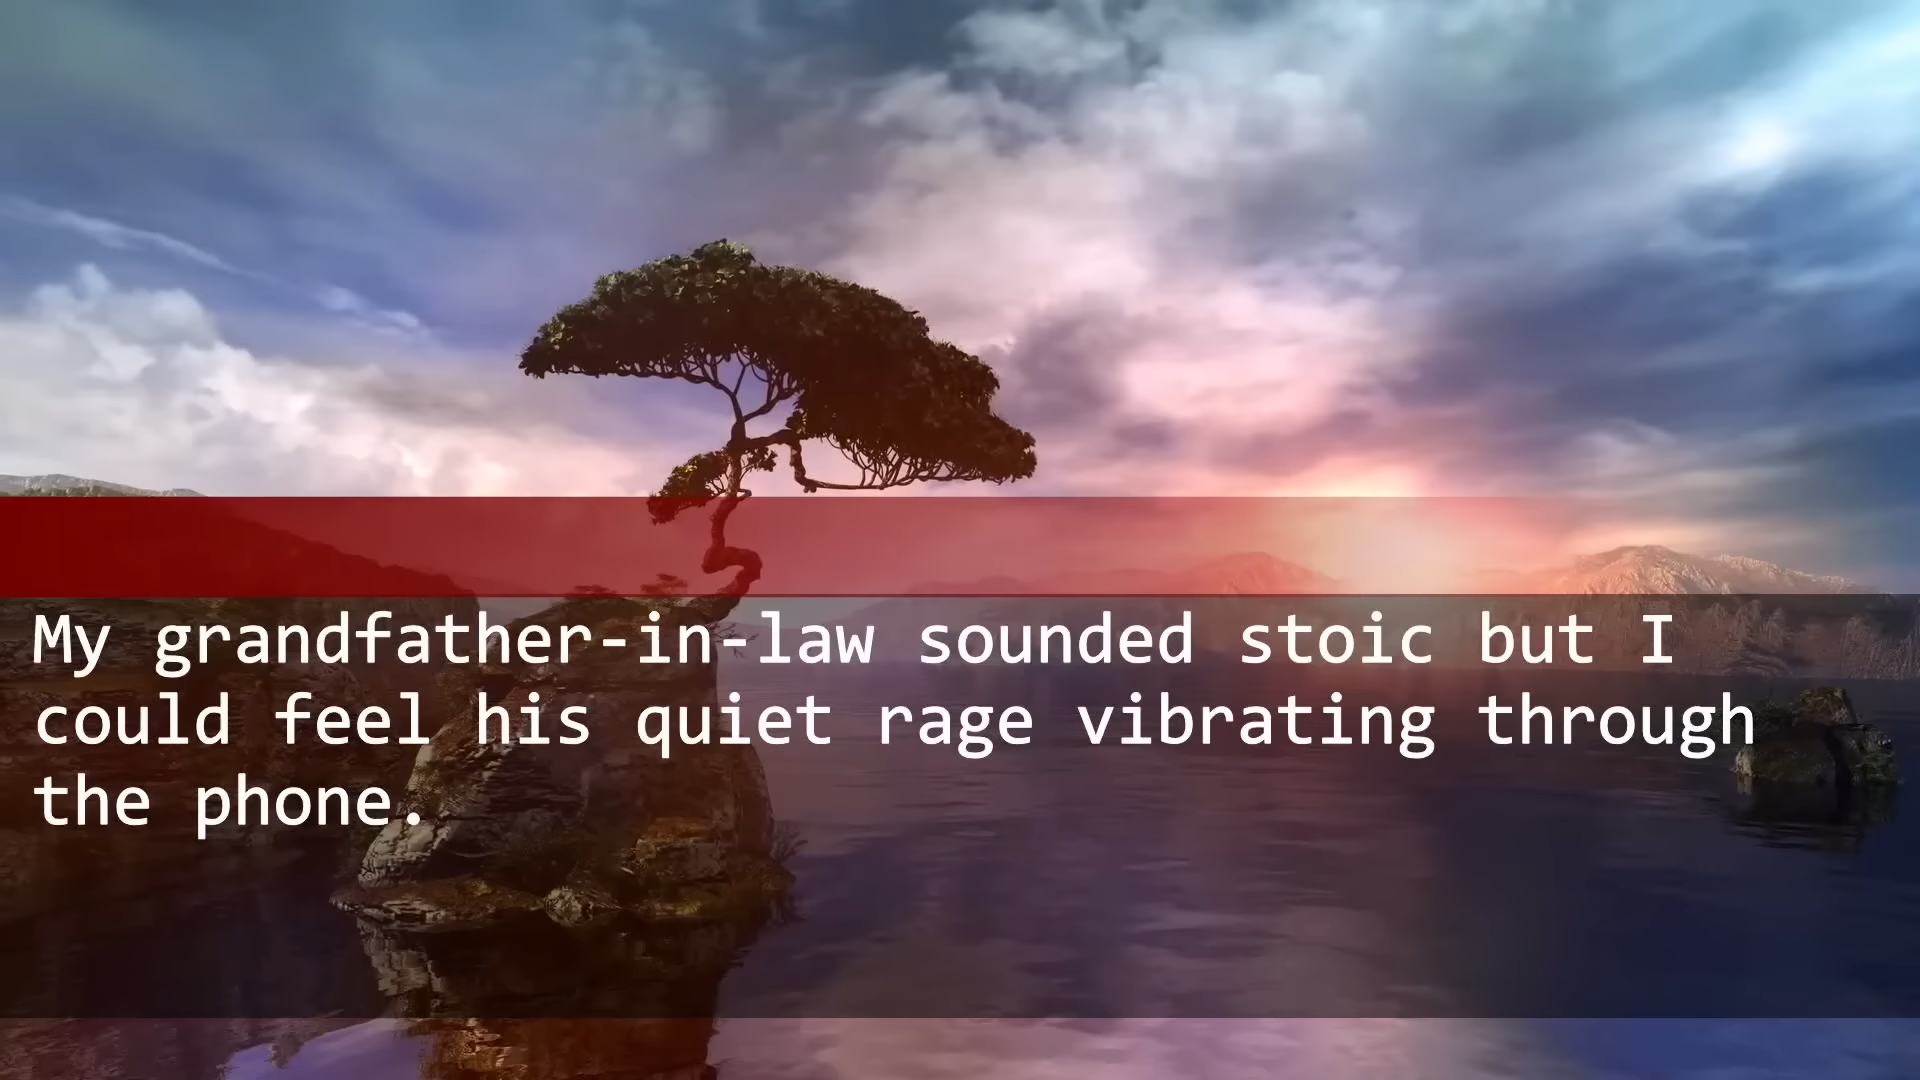 My grandfather-in-law sounded stoic but I
could feel his quiet rage vibrating through
the phone.